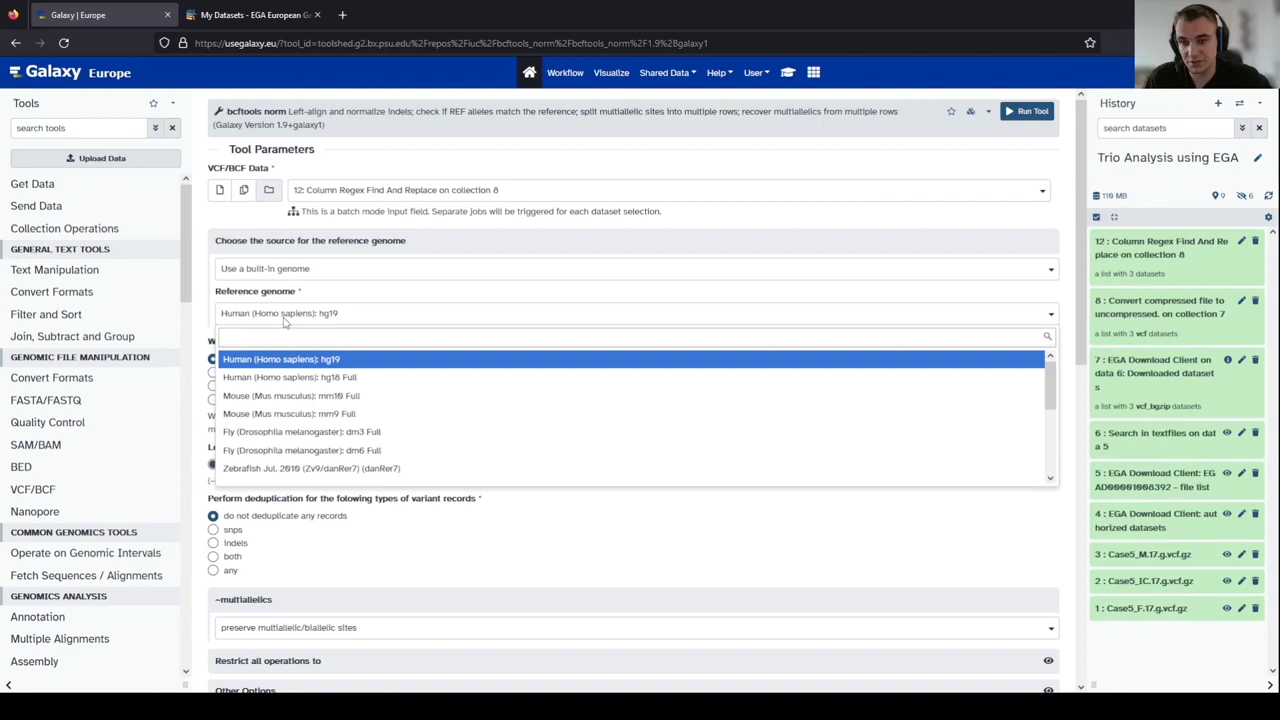 Galaxy | Europe
My Datasets - EGA European Ge
https://usegalaxy.eu/?tool_id=toolshed.g2.bx.psu.edu%2Frepos%2Fiuc%2Fbcftools_norm%2Fbcftools_norm%2F1.9%2Bgalaxy1
Galaxy Europe
Workflow Visualize Shared Data Help User
Tools
search tools
Upload Data
Get Data
Send Data
Collection Operations
GENERAL TEXT TOOLS
Text Manipulation
Convert Formats
Filter and Sort
Join, Subtract and Group
GENOMIC FILE MANIPULATION
Convert Formats
FASTA/FASTQ
Quality Control
SAM/BAM
BED
VCF/BCF
Nanopore
COMMON GENOMICS TOOLS
Operate on Genomic Intervals
Fetch Sequences / Alignments
GENOMICS ANALYSIS
Annotation
Multiple Alignments
Assembly
bcftools norm Left-align and normalize indels; check if REF alleles match the reference; split multiallelic sites into multiple rows; recover multiallelics from multiple rows
(Galaxy Version 1.9+galaxy1)
Run Tool
Tool Parameters
VCF/BCF Data *
12: Column Regex Find And Replace on collection 8
This is a batch mode input field. Separate jobs will be triggered for each dataset selection.
Choose the source for the reference genome
Use a built-in genome
Reference genome *
Human (Homo sapiens): hg19
Human (Homo sapiens): hg19
Human (Homo sapiens): hg18 Full
Mouse (Mus musculus): mm10 Full
Mouse (Mus musculus): mm9 Full
Fly (Drosophila melanogaster): dm3 Full
Fly (Drosophila melanogaster): dm6 Full
Zebrafish Jul. 2010 (Zv9/danRer7) (danRer7)
Perform deduplication for the folowing types of variant records *
do not deduplicate any records
snps
indels
both
any
~multiallelics
preserve multiallelic/biallelic sites
Restrict all operations to
Other Options
History
search datasets
Trio Analysis using EGA
119 MB
9
6
12 : Column Regex Find And Re
place on collection 8
a list with 3 datasets
8 : Convert compressed file to
uncompressed. on collection 7
a list with 3 vcf datasets
7 : EGA Download Client on
data 6: Downloaded dataset
s
a list with 3 vcf_bgzip datasets
6 : Search in textfiles on dat
a 5
5 : EGA Download Client: EG
AD00001008392 - file list
4 : EGA Download Client: aut
horized datasets
3 : Case5_M.17.g.vcf.gz
2 : Case5_IC.17.g.vcf.gz
1 : Case5_F.17.g.vcf.gz